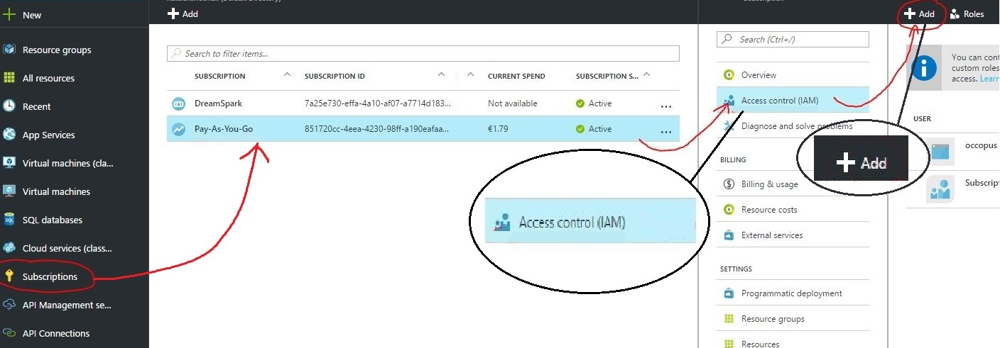 New
Resource groups
All resources
Recent
App Services
Virtual machines (cla...
Virtual machines
SQL databases
Cloud services (class...
Subscriptions
API Management se...
API Connections
Add
Search to filter items...
SUBSCRIPTION SUBSCRIPTION ID CURRENT SPEND SUBSCRIPTION S...
DreamSpark 7a25e730-effa-4a10-af07-a7714d183... Not available Active ...
Pay-As-You-Go 851720cc-4eea-4230-98ff-a190eafaa... €1.79 Active ...
Access control (IAM)
Search (Ctrl+/)
Overview
Access control (IAM)
Diagnose and solve problems
BILLING
Billing & usage
Resource costs
External services
SETTINGS
Programmatic deployment
Resource groups
Resources
Add Roles
You can cont
custom roles
access. Learn
Add
USER
occopus
Subscript